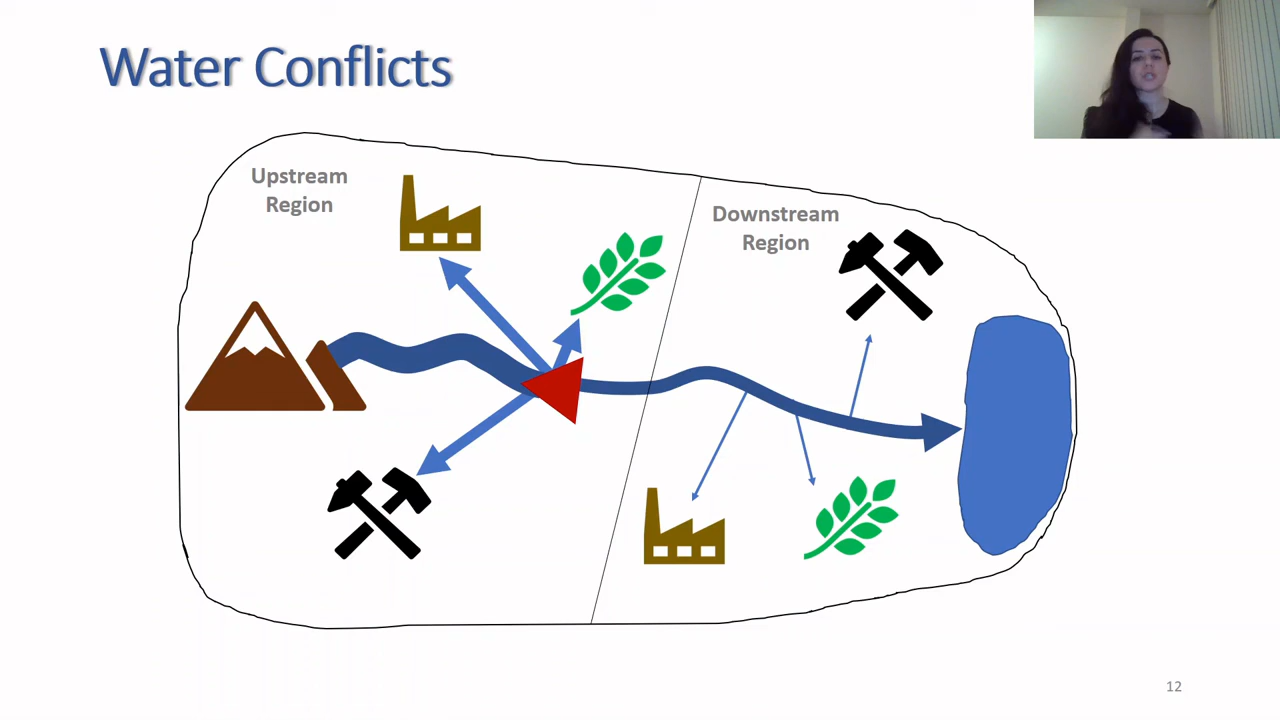 Water Conflicts
Upstream
Region
Downstream
Region
12